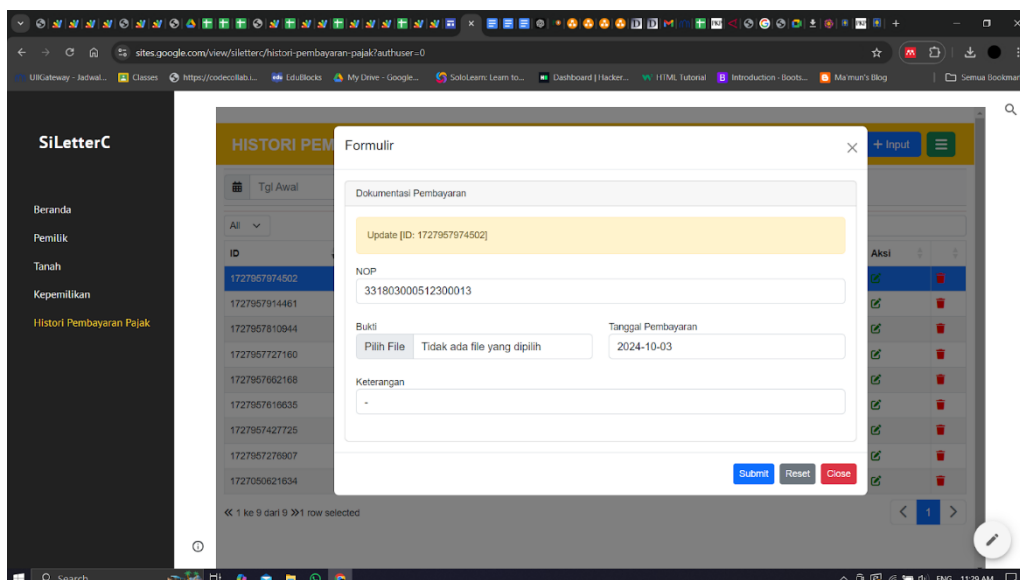 sites.google.com/view/siletterc/histori-pembayaran-pajak?authuser=0
UIIGateway - Jadwal...
Classes
https://codecollab.i...
EduBlocks
My Drive - Google...
SoloLearn: Learn to...
Dashboard | Hacker...
HTML Tutorial
Introduction · Boots...
Ma'mun's Blog
Semua Bookmar
SiLetterC
Beranda
Pemilik
Tanah
Kepemilikan
Histori Pembayaran Pajak
HISTORI PEM
+ Input
Tgl Awal
All
ID
Aksi
1727957974502
1727957914461
1727957810944
1727957727160
1727957662168
1727957616635
1727957427725
1727957276907
1727050621634
1 ke 9 dari 9
1 row selected
1
Formulir
Dokumentasi Pembayaran
Update [ID: 1727957974502]
NOP
331803000512300013
Bukti
Tanggal Pembayaran
Pilih File Tidak ada file yang dipilih
2024-10-03
Keterangan
-
Submit Reset Close
Search
ENG 11:29 AM